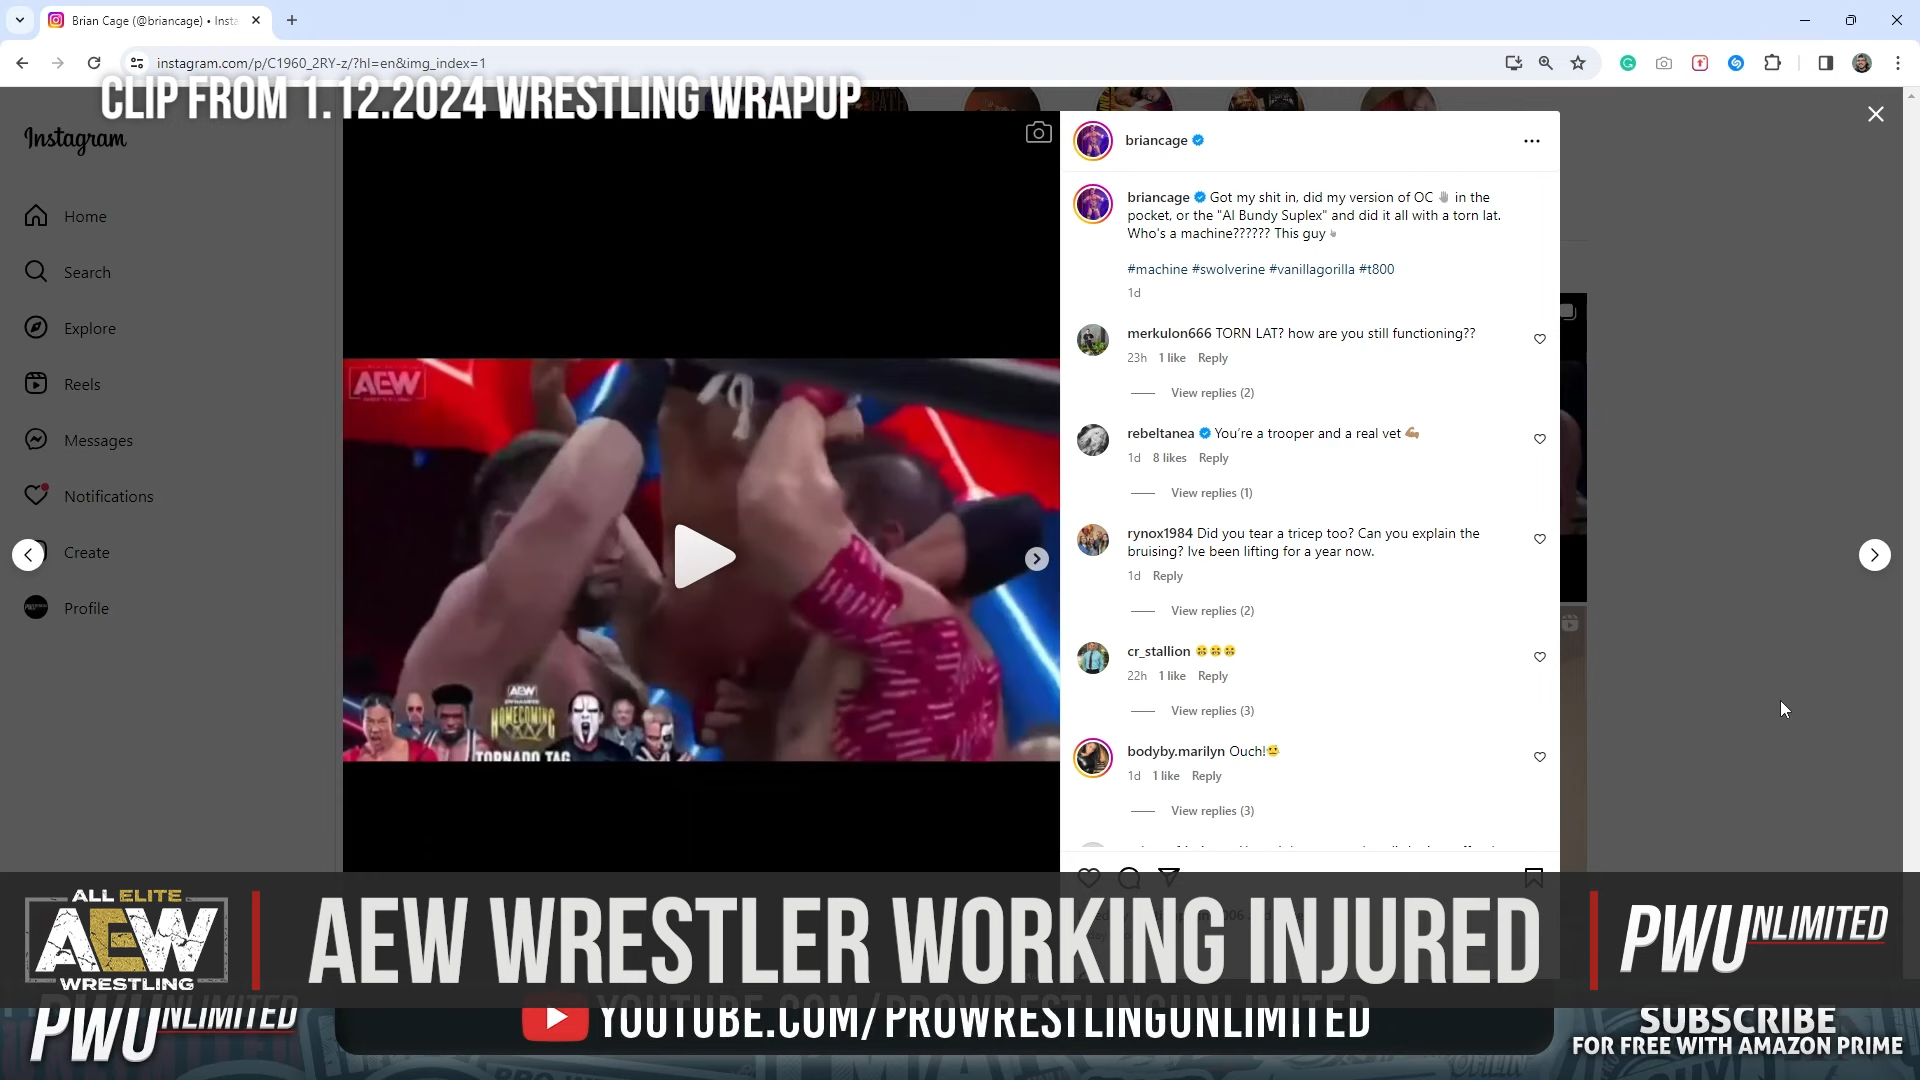 Brian Cage (@briancage) • Insta
instagram.com/p/C1960_2RY-z/?hl=en&img_index=1
CLIP FROM 1.12.2024 WRESTLING WRAPUP
Instagram
Home
Search
Explore
Reels
Messages
Notifications
Create
Profile
AEW
AEW
DYNAMITE
HOMECOMING
TORNADO TAG
briancage
briancage Got my shit in, did my version of OC 🤚 in the
pocket, or the "Al Bundy Suplex" and did it all with a torn lat.
Who's a machine?????? This guy
#machine #swolverine #vanillagorilla #t800
1d
merkulon666 TORN LAT? how are you still functioning??
23h 1 like Reply
View replies (2)
rebeltanea You're a trooper and a real vet 💪🏽
1d 8 likes Reply
View replies (1)
rynox1984 Did you tear a tricep too? Can you explain the
bruising? Ive been lifting for a year now.
1d Reply
View replies (2)
cr_stallion
22h 1 like Reply
View replies (3)
bodyby.marilyn Ouch!
1d 1 like Reply
View replies (3)
ALL ELITE
AEW
WRESTLING
AEW WRESTLER WORKING INJURED
PWUNLIMITED
PWUNLIMITED
YOUTUBE.COM/PROWRESTLINGUNLIMITED
SUBSCRIBE
FOR FREE WITH AMAZON PRIME